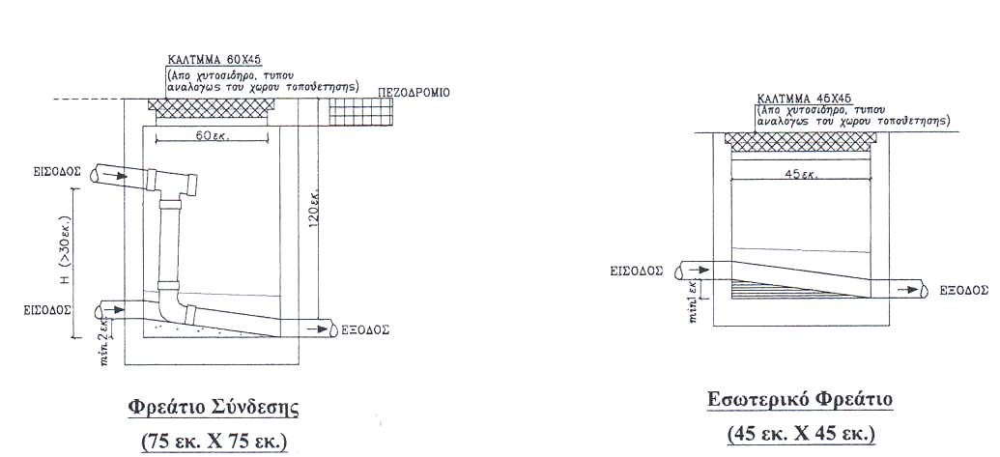 ΚΑΛΥΜΜΑ 60Χ45
(Απο χυτοσιδηρο, τυπου
αναλογως του χωρου τοποθετησης)
ΠΕΖΟΔΡΟΜΙΟ
60εκ.
ΕΙΣΟΔΟΣ
120εκ.
Η (>30εκ.)
ΕΙΣΟΔΟΣ
min.2εκ.
ΕΞΟΔΟΣ
Φρεάτιο Σύνδεσης
(75 εκ. Χ 75 εκ.)
ΚΑΛΥΜΜΑ 45Χ45
(Απο χυτοσιδηρο, τυπου
αναλογως του χωρου τοποθετησης)
45εκ.
ΕΙΣΟΔΟΣ
min1εκ.
ΕΞΟΔΟΣ
Εσωτερικό Φρεάτιο
(45 εκ. Χ 45 εκ.)